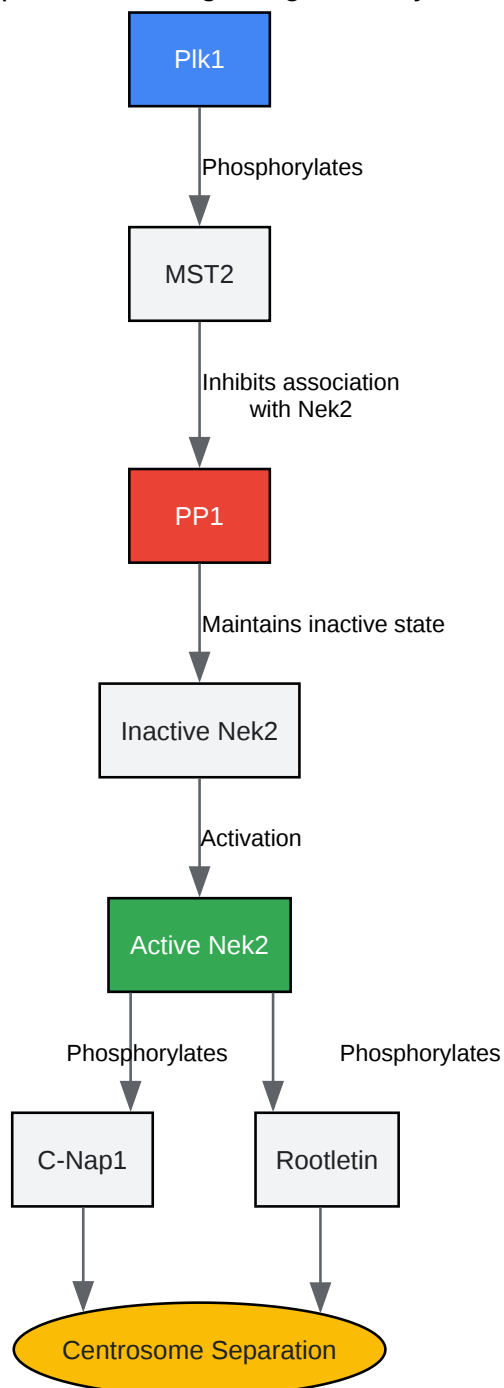 Plk1
Phosphorylates
MST2
Inhibits association
with Nek2
PP1
Maintains inactive state
Inactive Nek2
Activation
Active Nek2
Phosphorylates
Phosphorylates
C-Nap1
Rootletin
Centrosome Separation